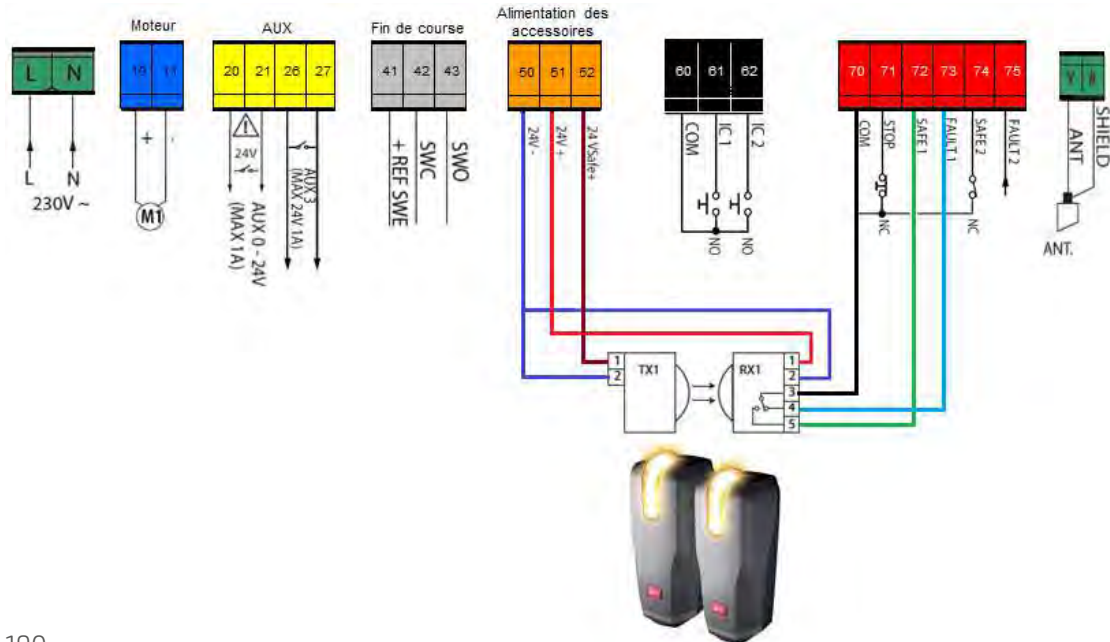 Moteur
AUX
Fin de course
Alimentation des
accessoires
L N
10 11
20 21 26 27
41 42 43
50 51 52
60 61 62
70 71 72 73 74 75
Y #
+ -
L N
230V ~
M1
24V
AUX 0 - 24V
(MAX 1A)
AUX 3
(MAX 24V 1A)
+ REF SWE
SWC
SWO
24V -
24V +
24 VSafe+
COM
IC 1
IC 2
NO
NO
COM
STOP
SAFE 1
FAULT 1
SAFE 2
FAULT 2
NC
NC
ANT
SHIELD
ANT.
1
2
TX1
RX1
1
2
3
4
5